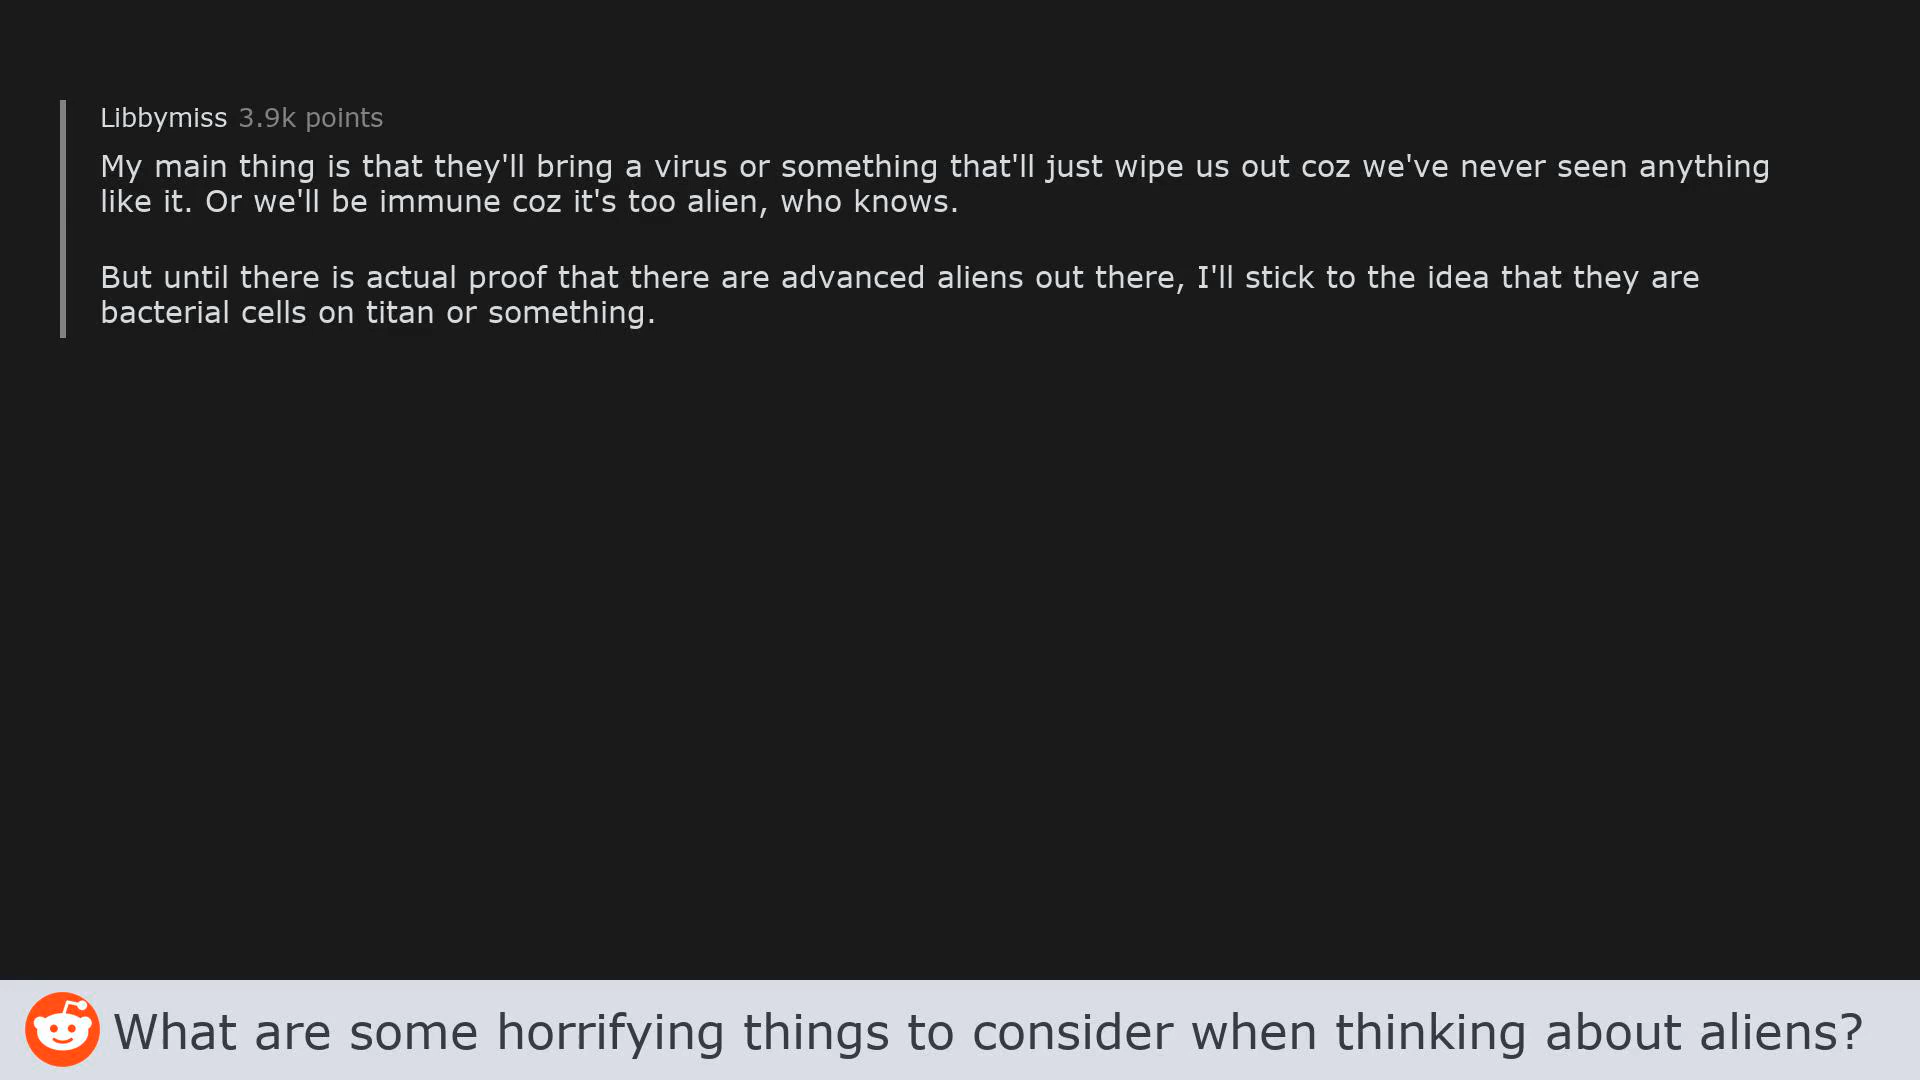 Libbymiss 3.9k points
My main thing is that they'll bring a virus or something that'll just wipe us out coz we've never seen anything
like it. Or we'll be immune coz it's too alien, who knows.
But until there is actual proof that there are advanced aliens out there, I'll stick to the idea that they are
bacterial cells on titan or something.
What are some horrifying things to consider when thinking about aliens?